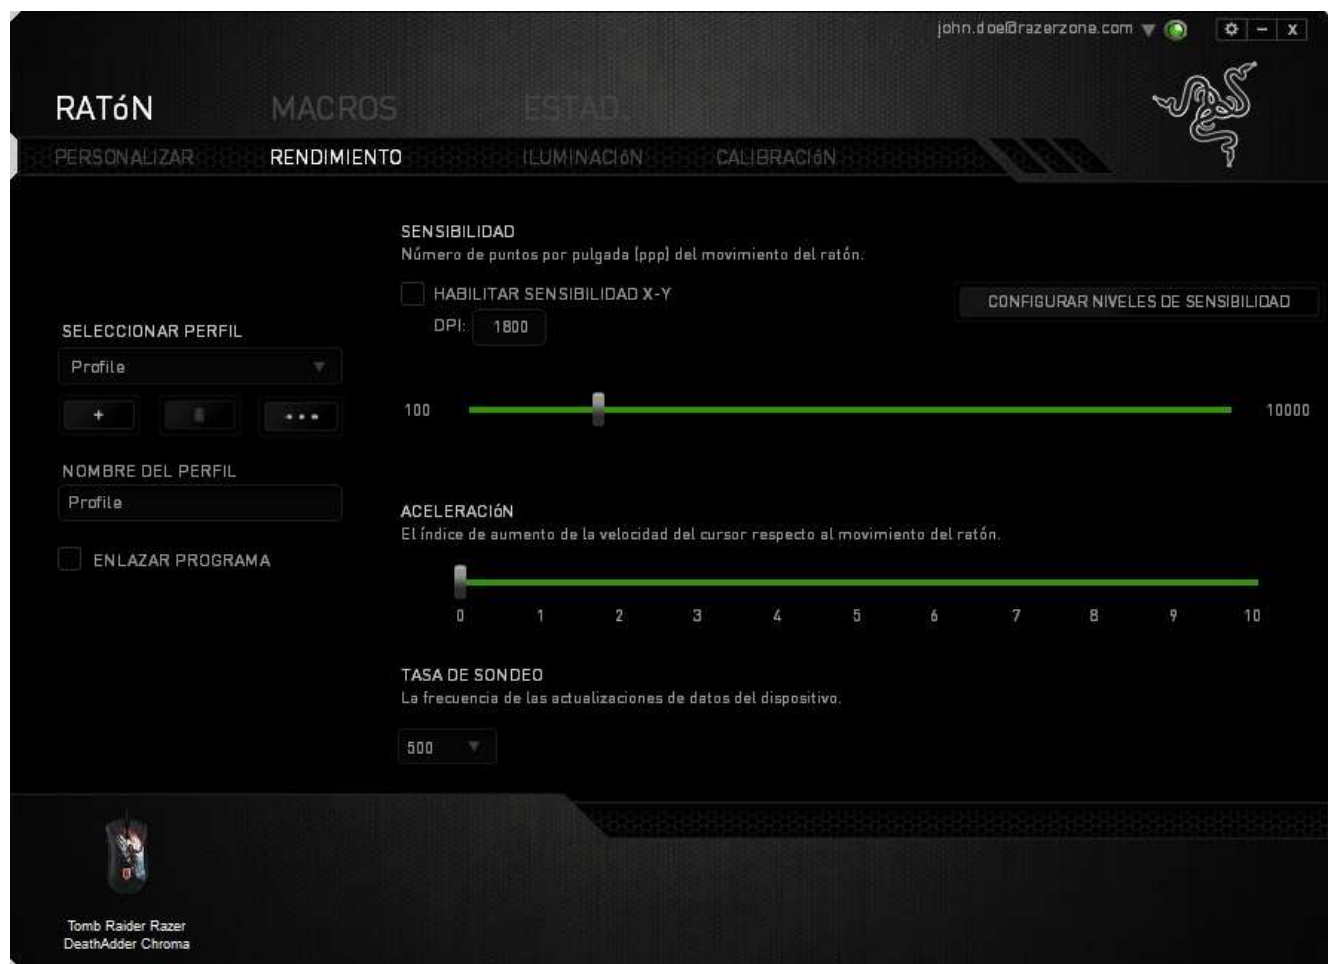 john.doe@razerzone.com
RATóN MACROS ESTAD.
PERSONALIZAR RENDIMIENTO ILUMINACIóN CALIBRACIóN
SELECCIONAR PERFIL
Profile
NOMBRE DEL PERFIL
Profile
ENLAZAR PROGRAMA
SENSIBILIDAD
Número de puntos por pulgada (ppp) del movimiento del ratón.
HABILITAR SENSIBILIDAD X-Y
DPI: 1800
CONFIGURAR NIVELES DE SENSIBILIDAD
100 10000
ACELERACIóN
El índice de aumento de la velocidad del cursor respecto al movimiento del ratón.
0 1 2 3 4 5 6 7 8 9 10
TASA DE SONDEO
La frecuencia de las actualizaciones de datos del dispositivo.
500
Tomb Raider Razer
DeathAdder Chroma